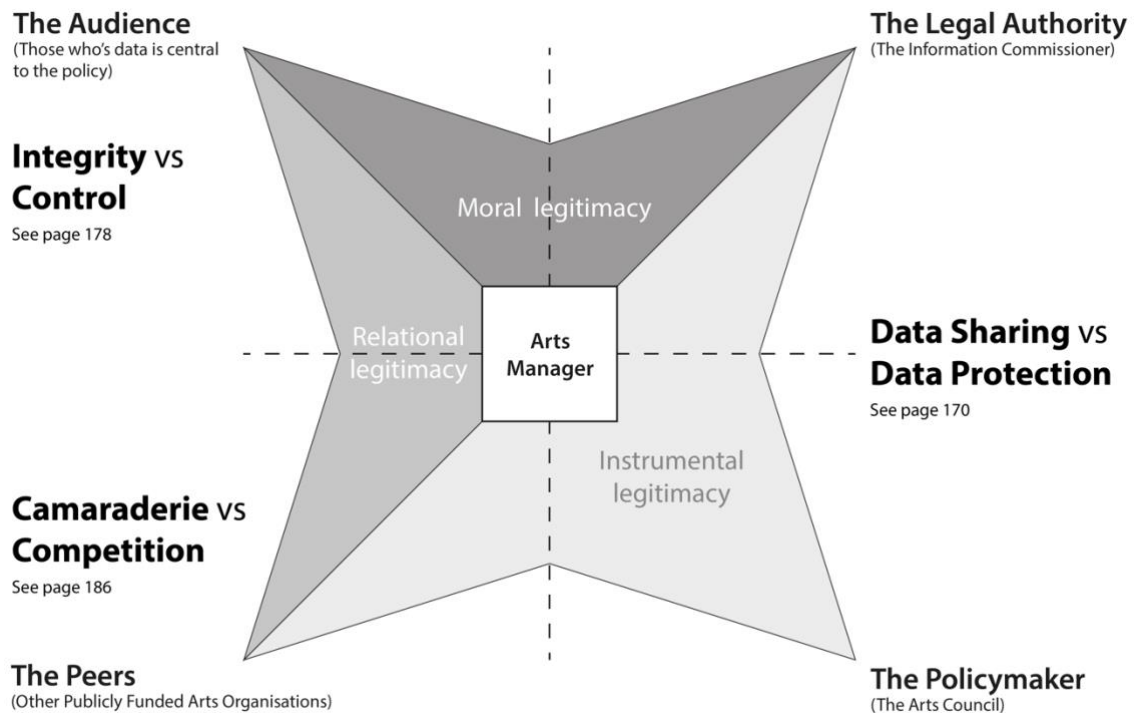 The Audience
(Those who's data is central
to the policy)
The Legal Authority
(The Information Commissioner)
Integrity vs
Control
See page 178
Moral legitimacy
Relational
legitimacy
Arts
Manager
Data Sharing vs
Data Protection
See page 170
Instrumental
legitimacy
Camaraderie vs
Competition
See page 186
The Peers
(Other Publicly Funded Arts Organisations)
The Policymaker
(The Arts Council)